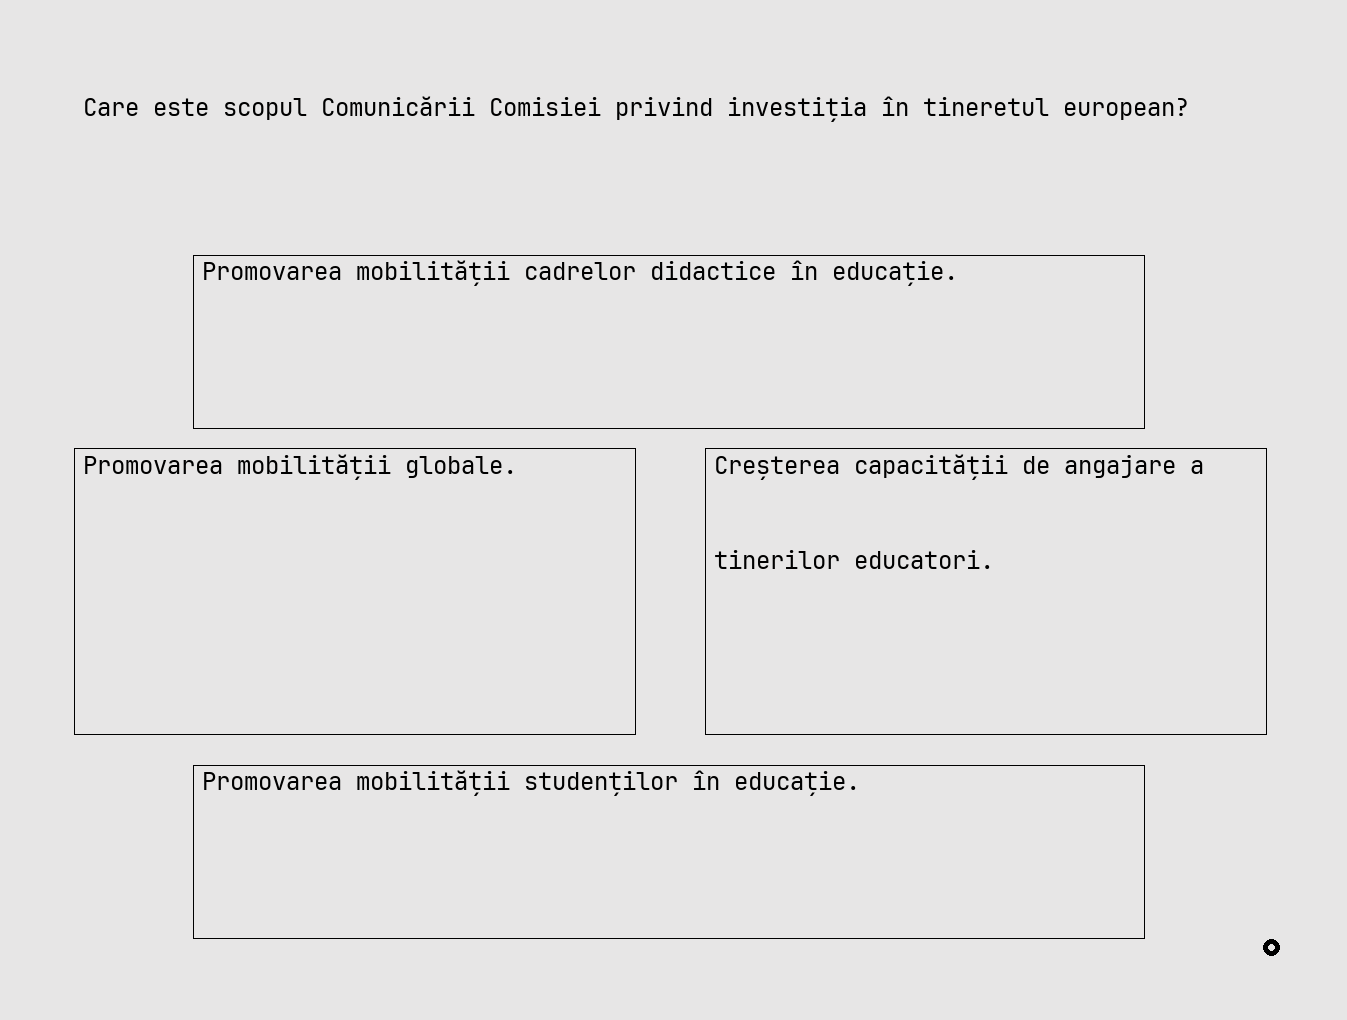 Care este scopul Comunicării Comisiei privind investiția în tineretul european?
Promovarea mobilității cadrelor didactice în educație.
Promovarea mobilității globale.
Creșterea capacității de angajare a
tinerilor educatori.
Promovarea mobilității studenților în educație.